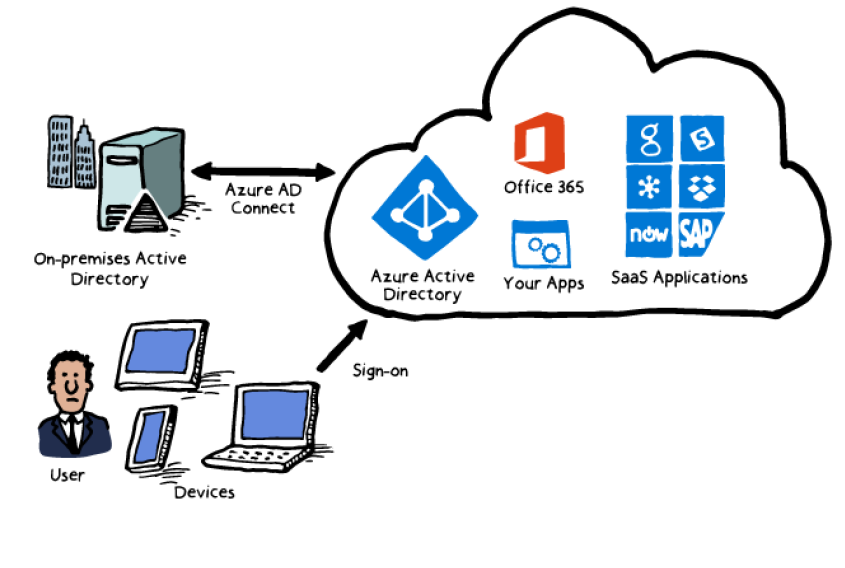 Office 365
Azure AD
Connect
On-premises Active
Directory
Azure Active
Directory
Your Apps
now
SAP
SaaS Applications
Sign-on
User
Devices